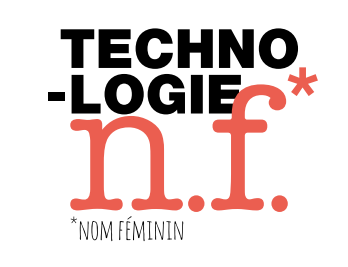 TECHNO
-LOGIE
n.f.*
*NOM FÉMININ